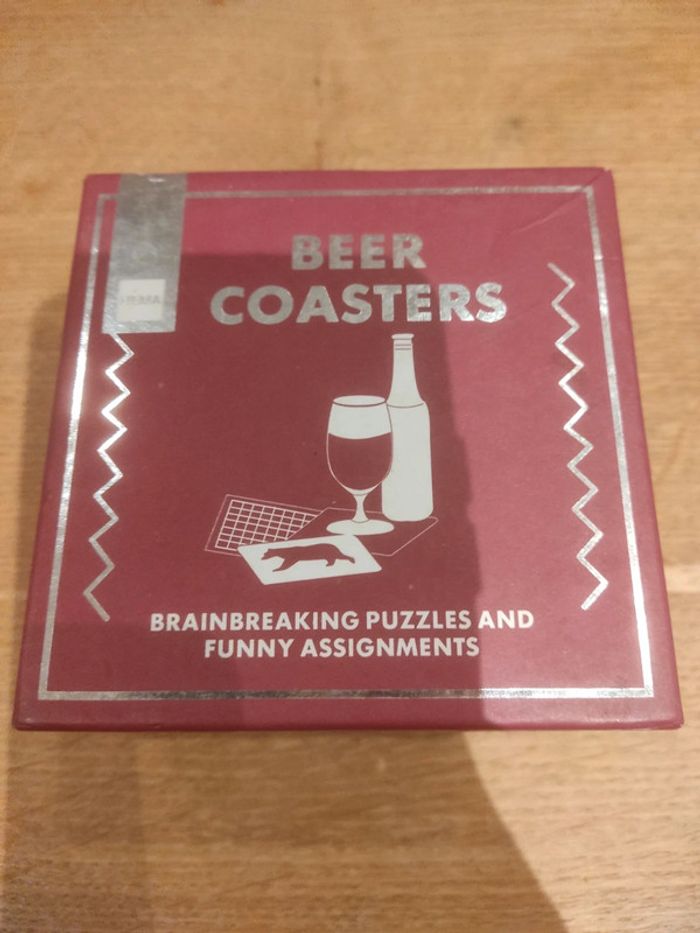 BEER
COASTERS
BRAINBREAKING PUZZLES AND
FUNNY ASSIGNMENTS